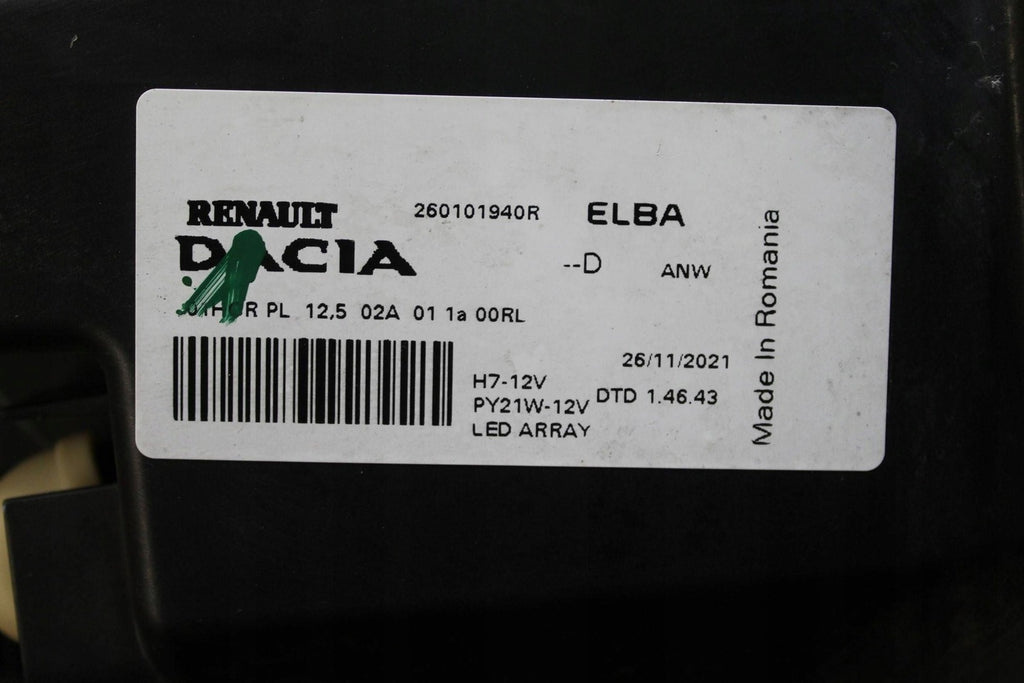 RENAULT 260101940R ELBA
DACIA --D ANW
PL 12,5 02A 01 1a 00RL
26/11/2021
H7-12V
PY21W-12V DTD 1.46.43
LED ARRAY
Made In Romania